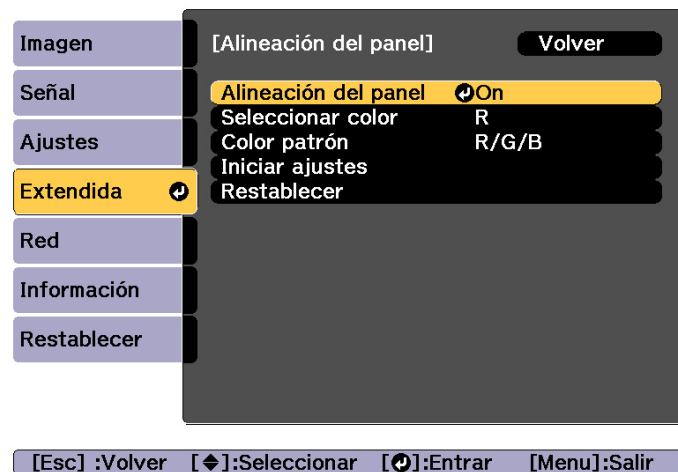 Imagen
Señal
Ajustes
Extendida
Red
Información
Restablecer
[Alineación del panel] Volver
Alineación del panel On
Seleccionar color R
Color patrón R/G/B
Iniciar ajustes
Restablecer
[Esc] :Volver [◆]:Seleccionar [↵]:Entrar [Menu]:Salir